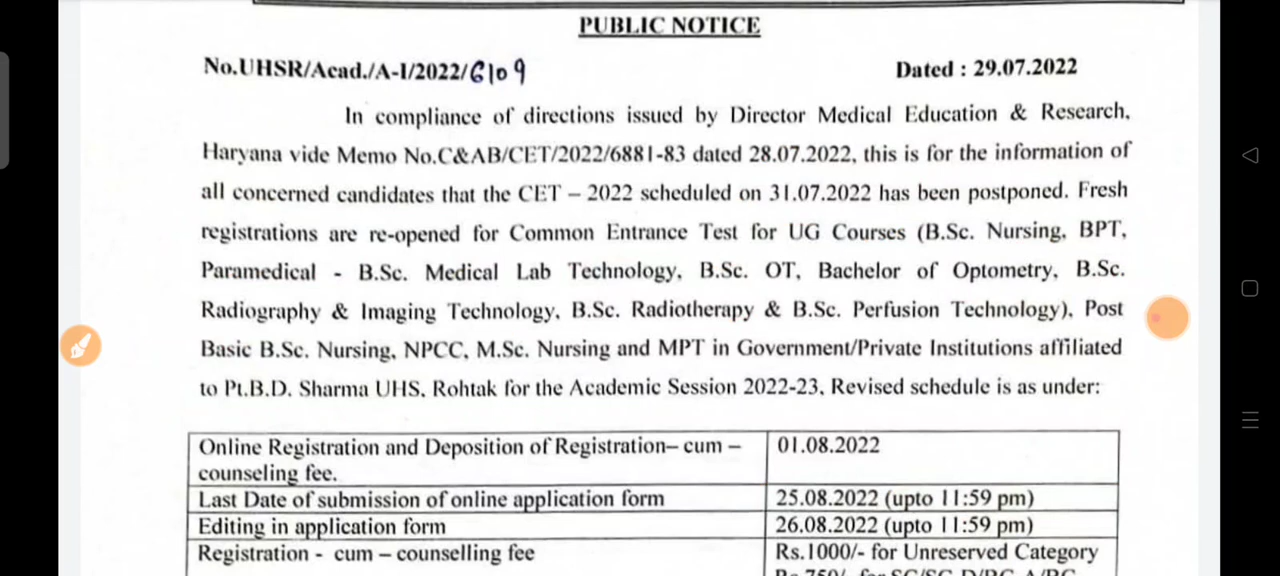 PUBLIC NOTICE
No.UHSR/Acad./A-I/2022/6109
Dated : 29.07.2022
In compliance of directions issued by Director Medical Education & Research,
Haryana vide Memo No.C&AB/CET/2022/6881-83 dated 28.07.2022, this is for the information of
all concerned candidates that the CET – 2022 scheduled on 31.07.2022 has been postponed. Fresh
registrations are re-opened for Common Entrance Test for UG Courses (B.Sc. Nursing, BPT,
Paramedical - B.Sc. Medical Lab Technology, B.Sc. OT, Bachelor of Optometry, B.Sc.
Radiography & Imaging Technology, B.Sc. Radiotherapy & B.Sc. Perfusion Technology), Post
Basic B.Sc. Nursing, NPCC, M.Sc. Nursing and MPT in Government/Private Institutions affiliated
to Pt.B.D. Sharma UHS, Rohtak for the Academic Session 2022-23. Revised schedule is as under:
Online Registration and Deposition of Registration– cum –
counseling fee.
01.08.2022
Last Date of submission of online application form
25.08.2022 (upto 11:59 pm)
Editing in application form
26.08.2022 (upto 11:59 pm)
Registration - cum – counselling fee
Rs.1000/- for Unreserved Category